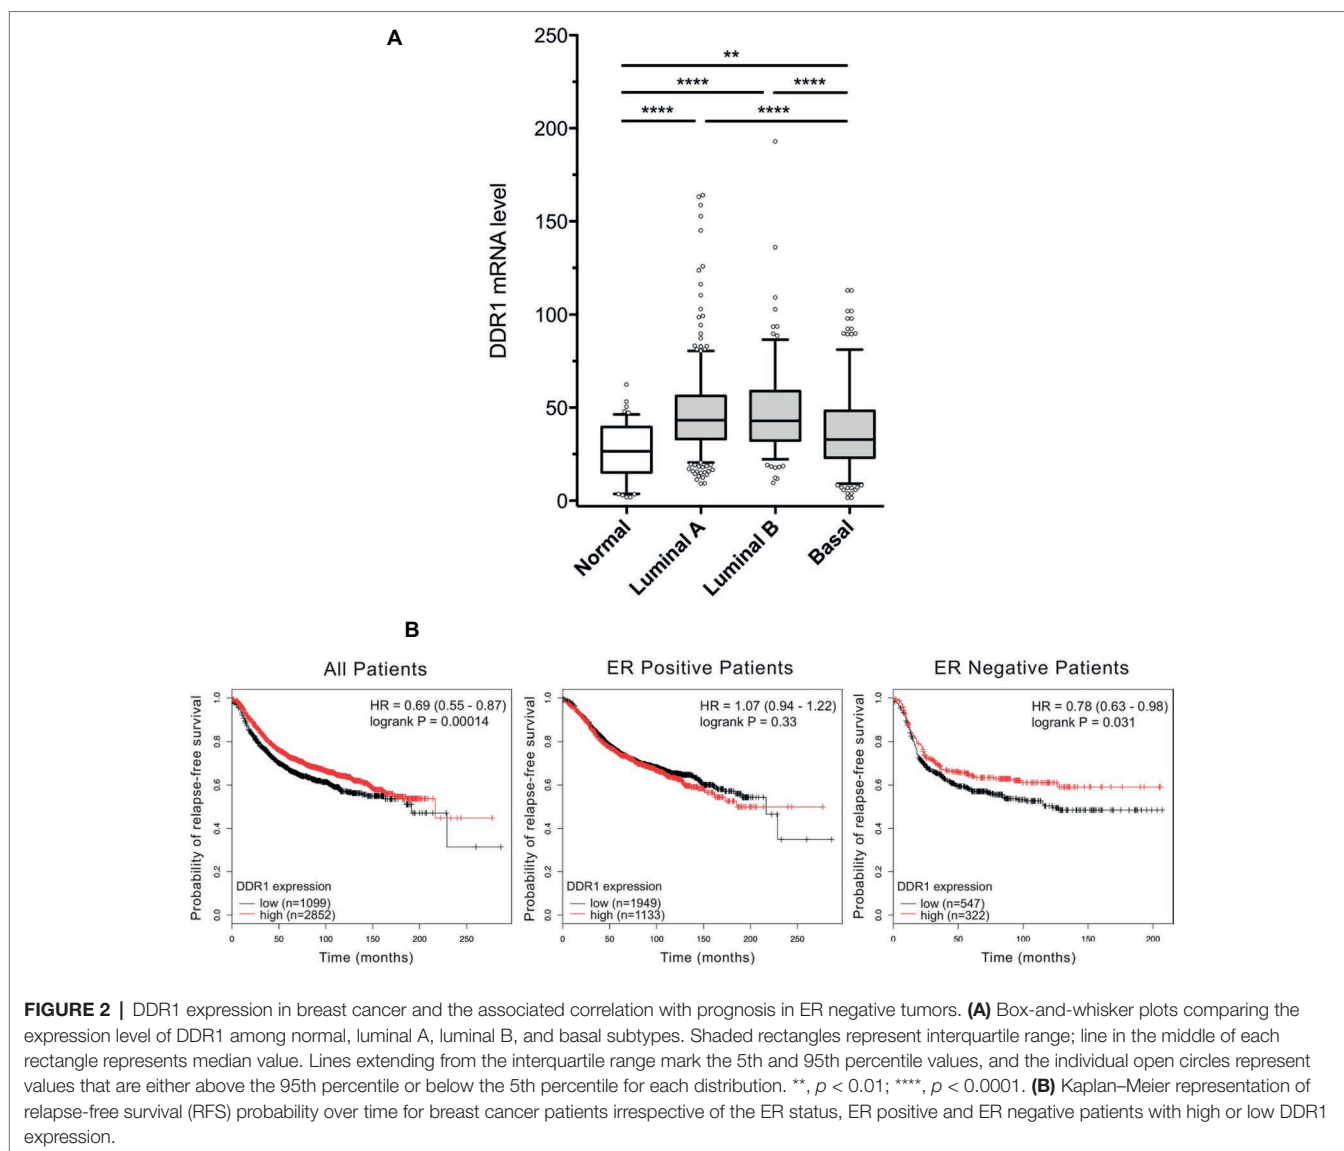 A
250
200
150
100
50
0
DDR1 mRNA level
**
**** ****
**** ****
Normal
Luminal A
Luminal B
Basal
B
All Patients
HR = 0.69 (0.55 - 0.87)
logrank P = 0.00014
Probability of relapse-free survival
1.0
0.8
0.6
0.4
0.2
0.0
DDR1 expression
low (n=1099)
high (n=2852)
0 50 100 150 200 250
Time (months)
ER Positive Patients
HR = 1.07 (0.94 - 1.22)
logrank P = 0.33
Probability of relapse-free survival
1.0
0.8
0.6
0.4
0.2
0.0
DDR1 expression
low (n=1949)
high (n=1133)
0 50 100 150 200 250
Time (months)
ER Negative Patients
HR = 0.78 (0.63 - 0.98)
logrank P = 0.031
Probability of relapse-free survival
1.0
0.8
0.6
0.4
0.2
0.0
DDR1 expression
low (n=547)
high (n=322)
0 50 100 150 200
Time (months)
FIGURE 2 | DDR1 expression in breast cancer and the associated correlation with prognosis in ER negative tumors. (A) Box-and-whisker plots comparing the
expression level of DDR1 among normal, luminal A, luminal B, and basal subtypes. Shaded rectangles represent interquartile range; line in the middle of each
rectangle represents median value. Lines extending from the interquartile range mark the 5th and 95th percentile values, and the individual open circles represent
values that are either above the 95th percentile or below the 5th percentile for each distribution. **, p < 0.01; ****, p < 0.0001. (B) Kaplan–Meier representation of
relapse-free survival (RFS) probability over time for breast cancer patients irrespective of the ER status, ER positive and ER negative patients with high or low DDR1
expression.